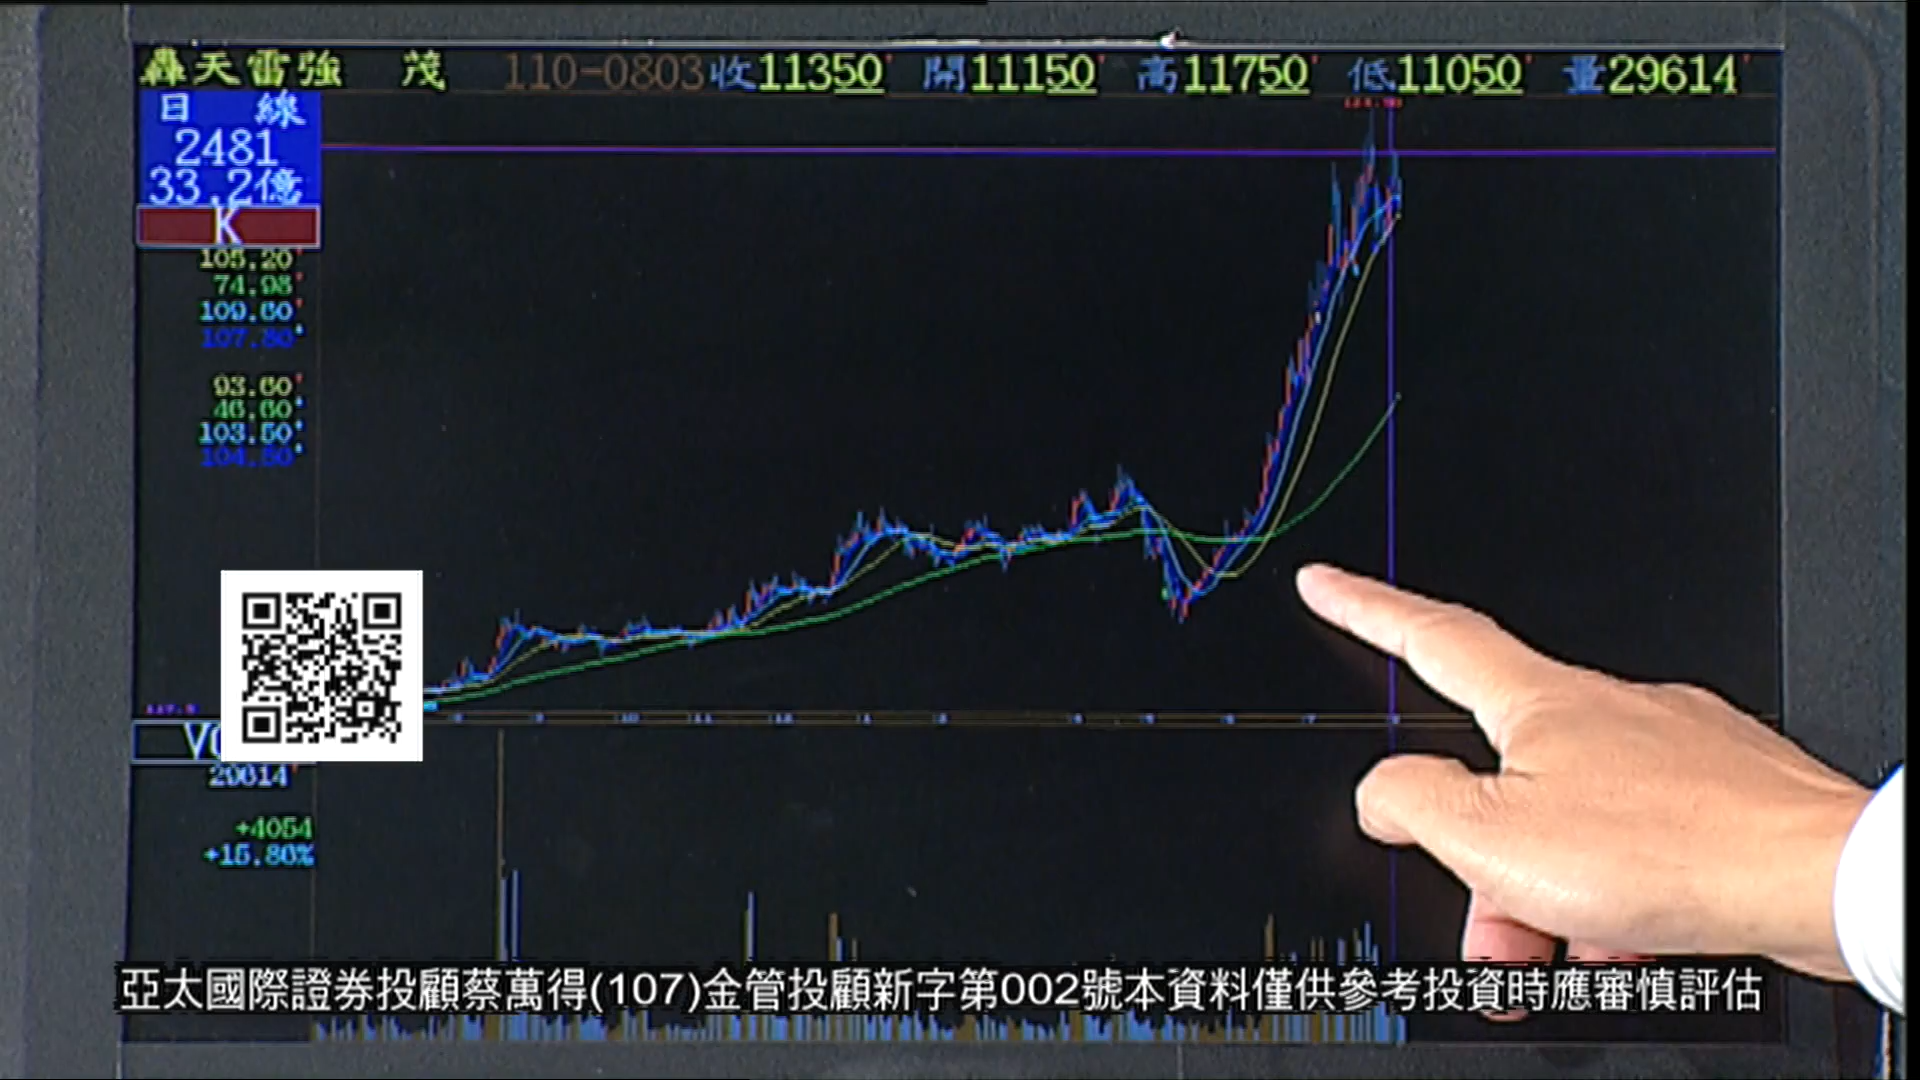 轟天雷強 茂 110-0803 收11350 開11150 高11750 低11050 量29614
日 線
2481
33.2億
K
105.20
74.98
109.60
107.80
93.60
46.60
103.50
104.50
29614
+4054
+15.86%
亞太國際證券投顧蔡萬得(107)金管投顧新字第002號本資料僅供參考投資時應審慎評估